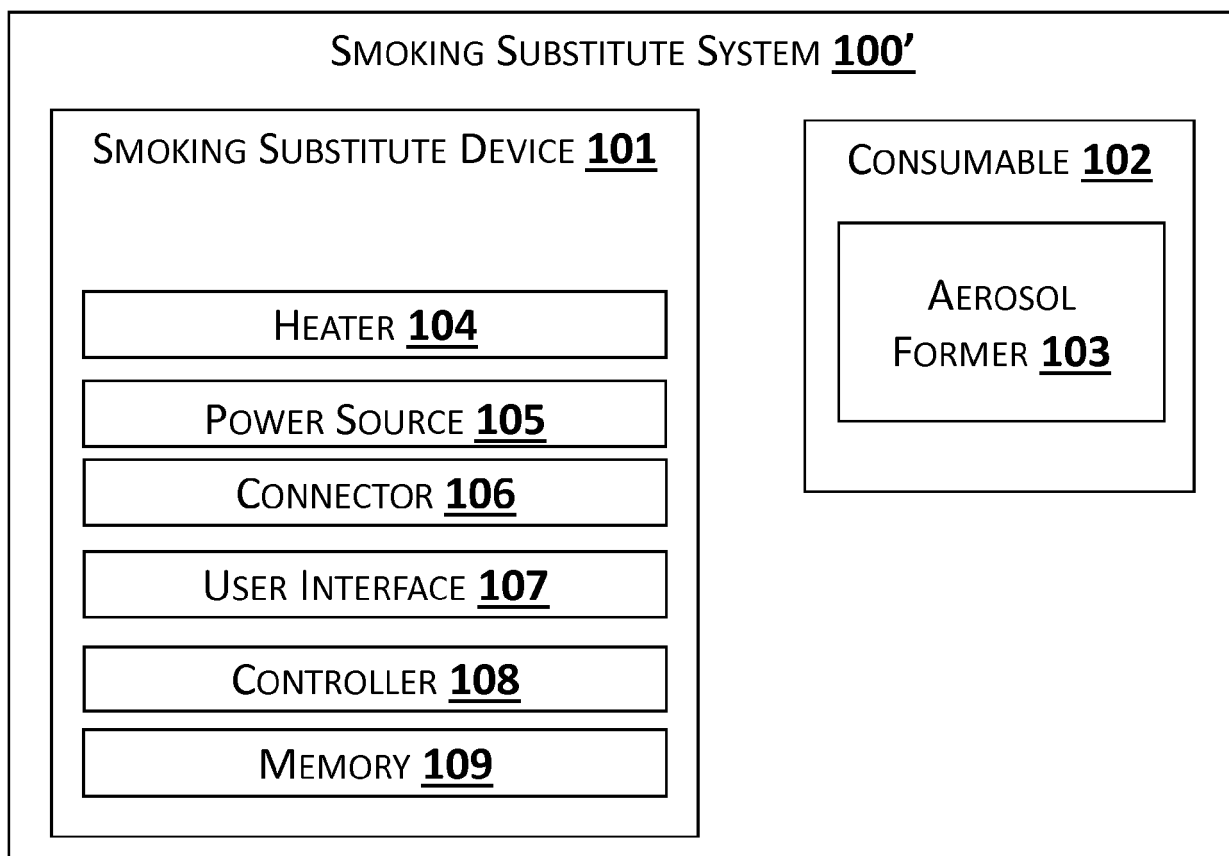 SMOKING SUBSTITUTE SYSTEM 100’
SMOKING SUBSTITUTE DEVICE 101
HEATER 104
POWER SOURCE 105
CONNECTOR 106
USER INTERFACE 107
CONTROLLER 108
MEMORY 109
CONSUMABLE 102
AEROSOL
FORMER 103